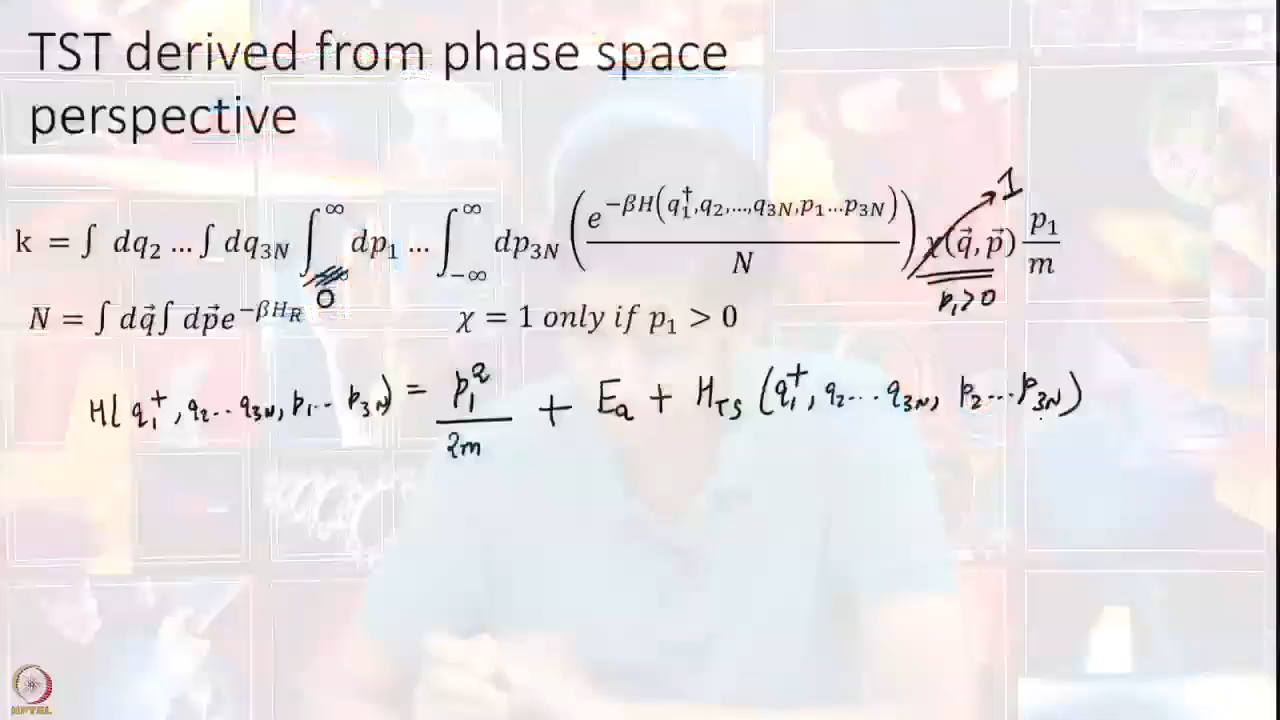 TST derived from phase space
perspective
k = ∫ dq₂ ... ∫ dq₃N ∫₀^∞ dp₁ ... ∫₋∞^∞ dp₃N (e^{-βH(q₁†,q₂,...,q₃N,p₁...p₃N)} / N) χ(q⃗, p⃗) p₁/m → 1
p₁>0
N = ∫ dq⃗ ∫ dp⃗ e^{-βH_R} χ = 1 only if p₁ > 0
H(q₁†, q₂.. q₃N, p₁.. p₃N) = p₁²/2m + Ea + H_TS (q₁†, q₂... q₃N, p₂...p₃N)
NPTEL